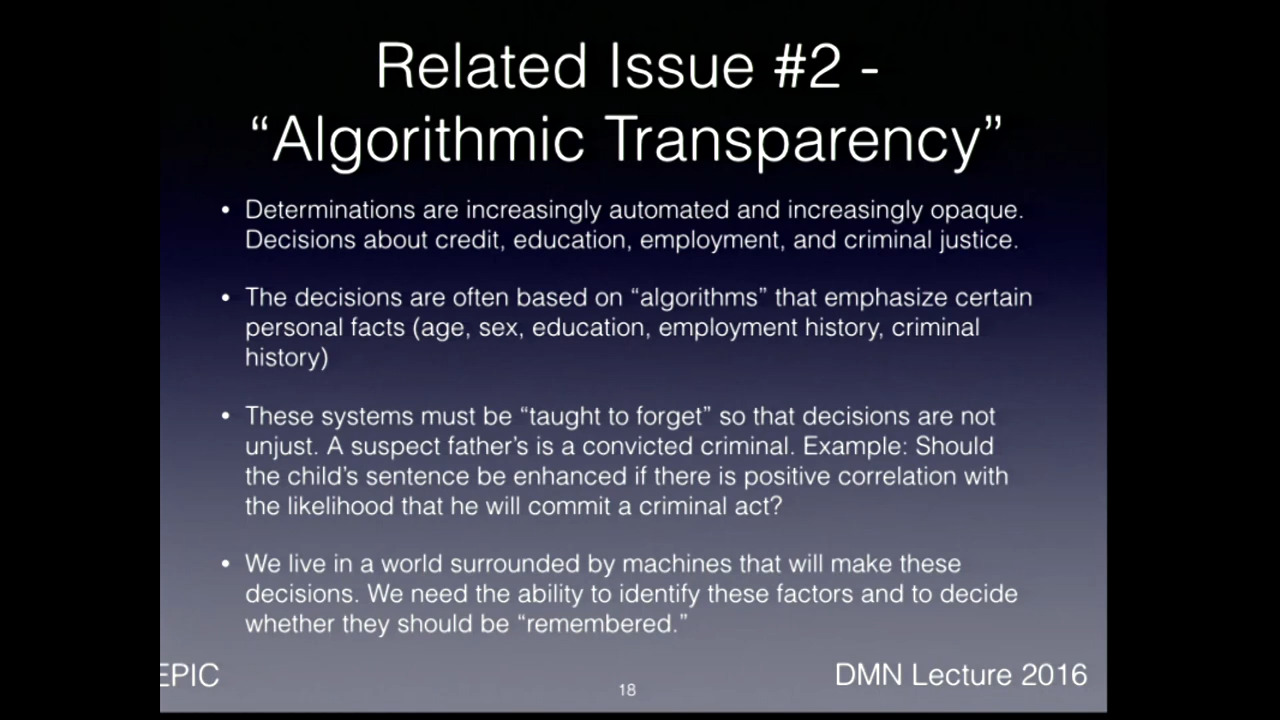 Related Issue #2 -
“Algorithmic Transparency”
• Determinations are increasingly automated and increasingly opaque.
Decisions about credit, education, employment, and criminal justice.
• The decisions are often based on “algorithms” that emphasize certain
personal facts (age, sex, education, employment history, criminal
history)
• These systems must be “taught to forget” so that decisions are not
unjust. A suspect father’s is a convicted criminal. Example: Should
the child’s sentence be enhanced if there is positive correlation with
the likelihood that he will commit a criminal act?
• We live in a world surrounded by machines that will make these
decisions. We need the ability to identify these factors and to decide
whether they should be “remembered.”
EPIC
18
DMN Lecture 2016